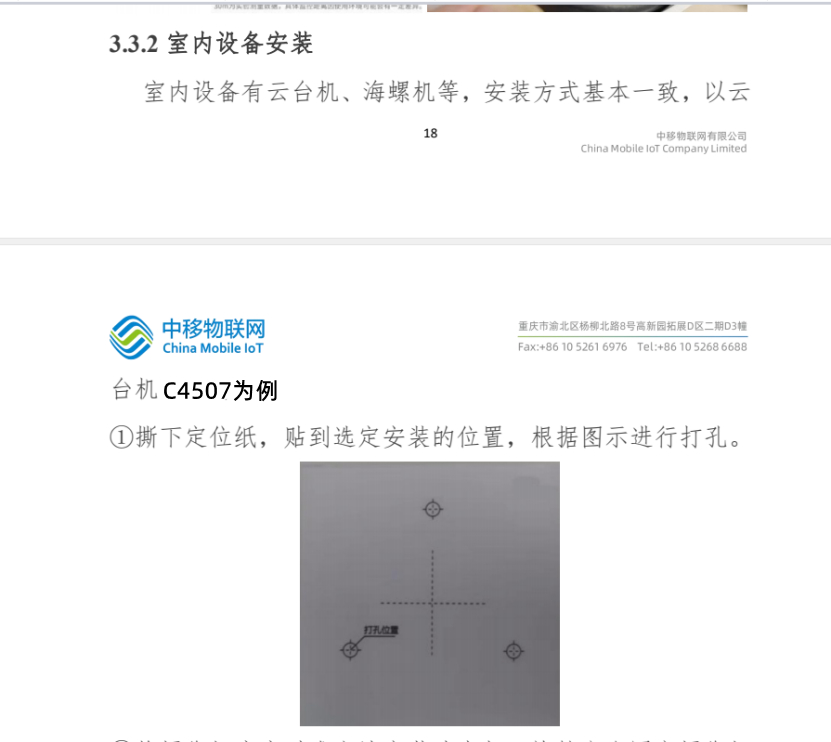 3.3.2 室内设备安装
室内设备有云台机、海螺机等，安装方式基本一致，以云
18
中移物联网有限公司
China Mobile IoT Company Limited
中移物联网
China Mobile IoT
重庆市渝北区杨柳北路8号高新园拓展D区二期D3幢
Fax:+86 10 5261 6976 Tel:+86 10 5268 6688
台机 C4507为例
①撕下定位纸，贴到选定安装的位置，根据图示进行打孔。
打孔位置